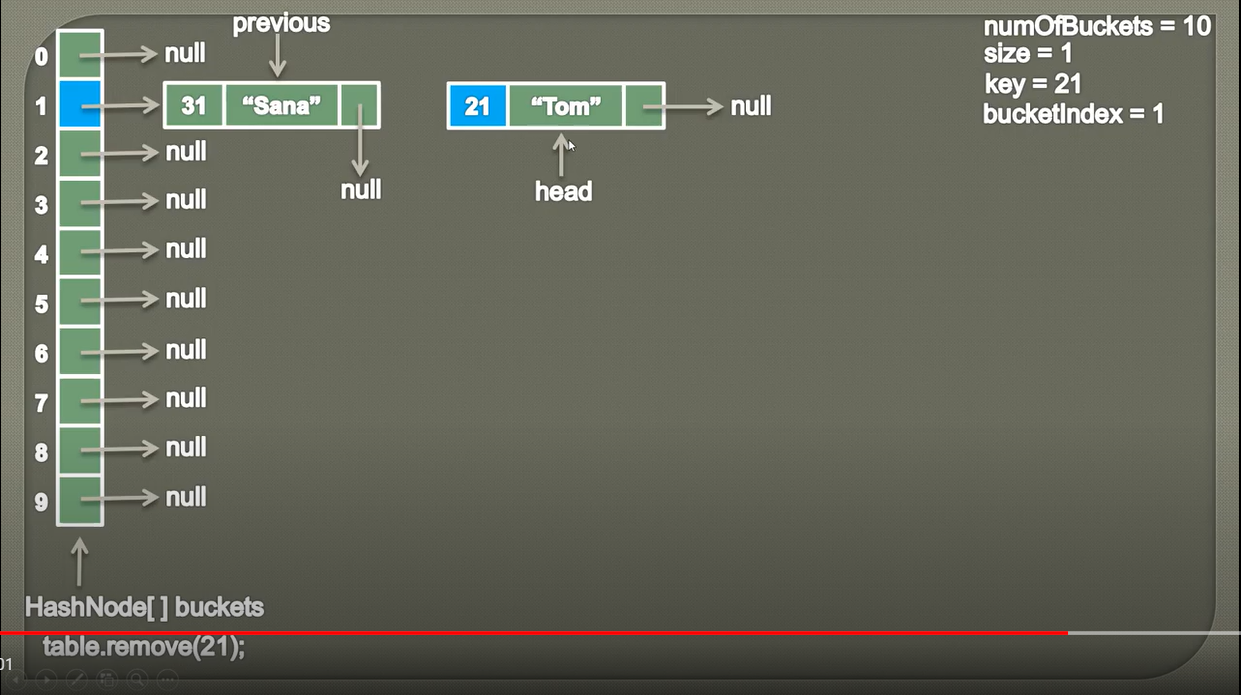 previous
numOfBuckets = 10
size = 1
key = 21
bucketIndex = 1
0 null
1 31 “Sana” 21 “Tom” null
null
head
2 null
3 null
4 null
5 null
6 null
7 null
8 null
9 null
HashNode[ ] buckets
table.remove(21);
01